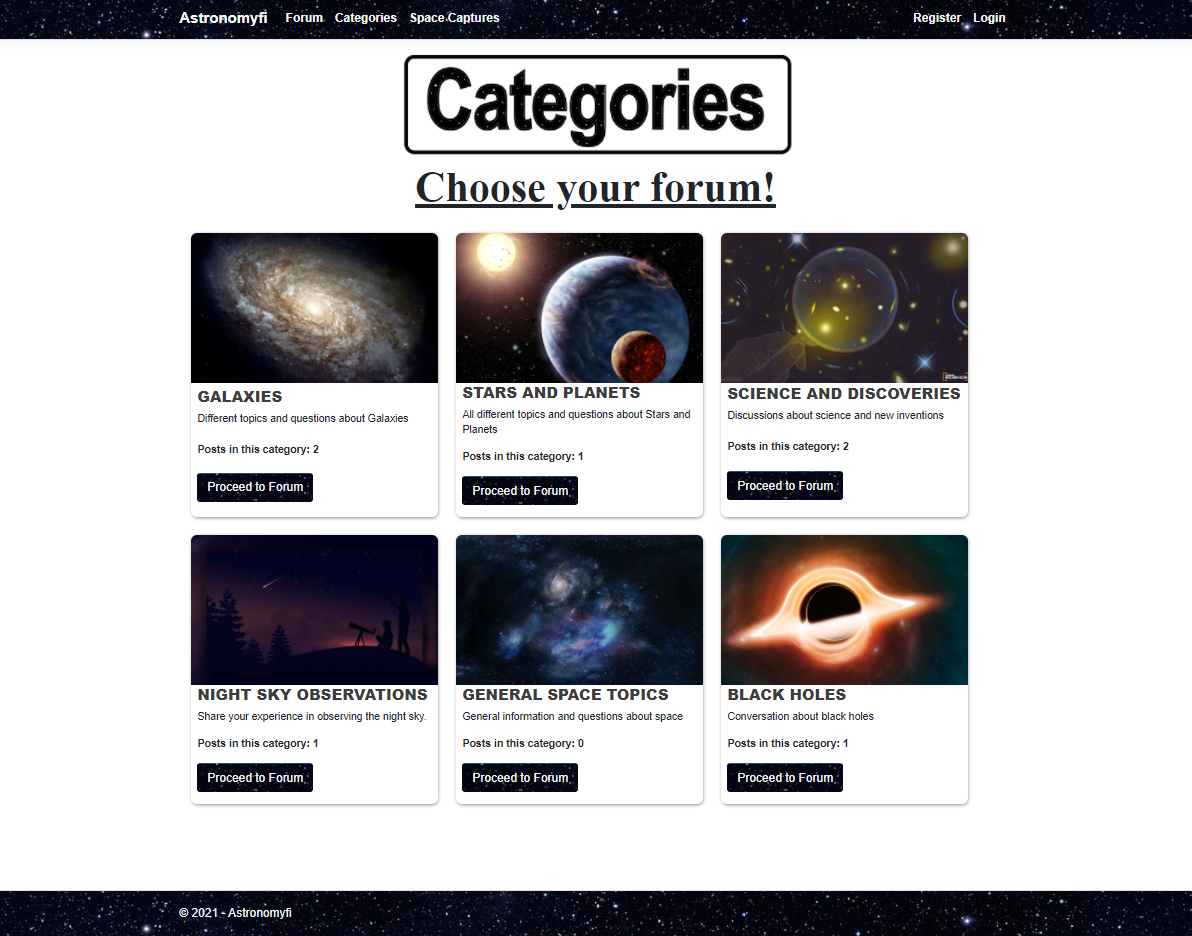 Astronomyfi Forum Categories Space Captures Register Login
Categories
Choose your forum!
GALAXIES
Different topics and questions about Galaxies
Posts in this category: 2
Proceed to Forum
STARS AND PLANETS
All different topics and questions about Stars and
Planets
Posts in this category: 1
Proceed to Forum
SCIENCE AND DISCOVERIES
Discussions about science and new inventions
Posts in this category: 2
Proceed to Forum
NIGHT SKY OBSERVATIONS
Share your experience in observing the night sky.
Posts in this category: 1
Proceed to Forum
GENERAL SPACE TOPICS
General information and questions about space
Posts in this category: 0
Proceed to Forum
BLACK HOLES
Conversation about black holes
Posts in this category: 1
Proceed to Forum
© 2021 - Astronomyfi